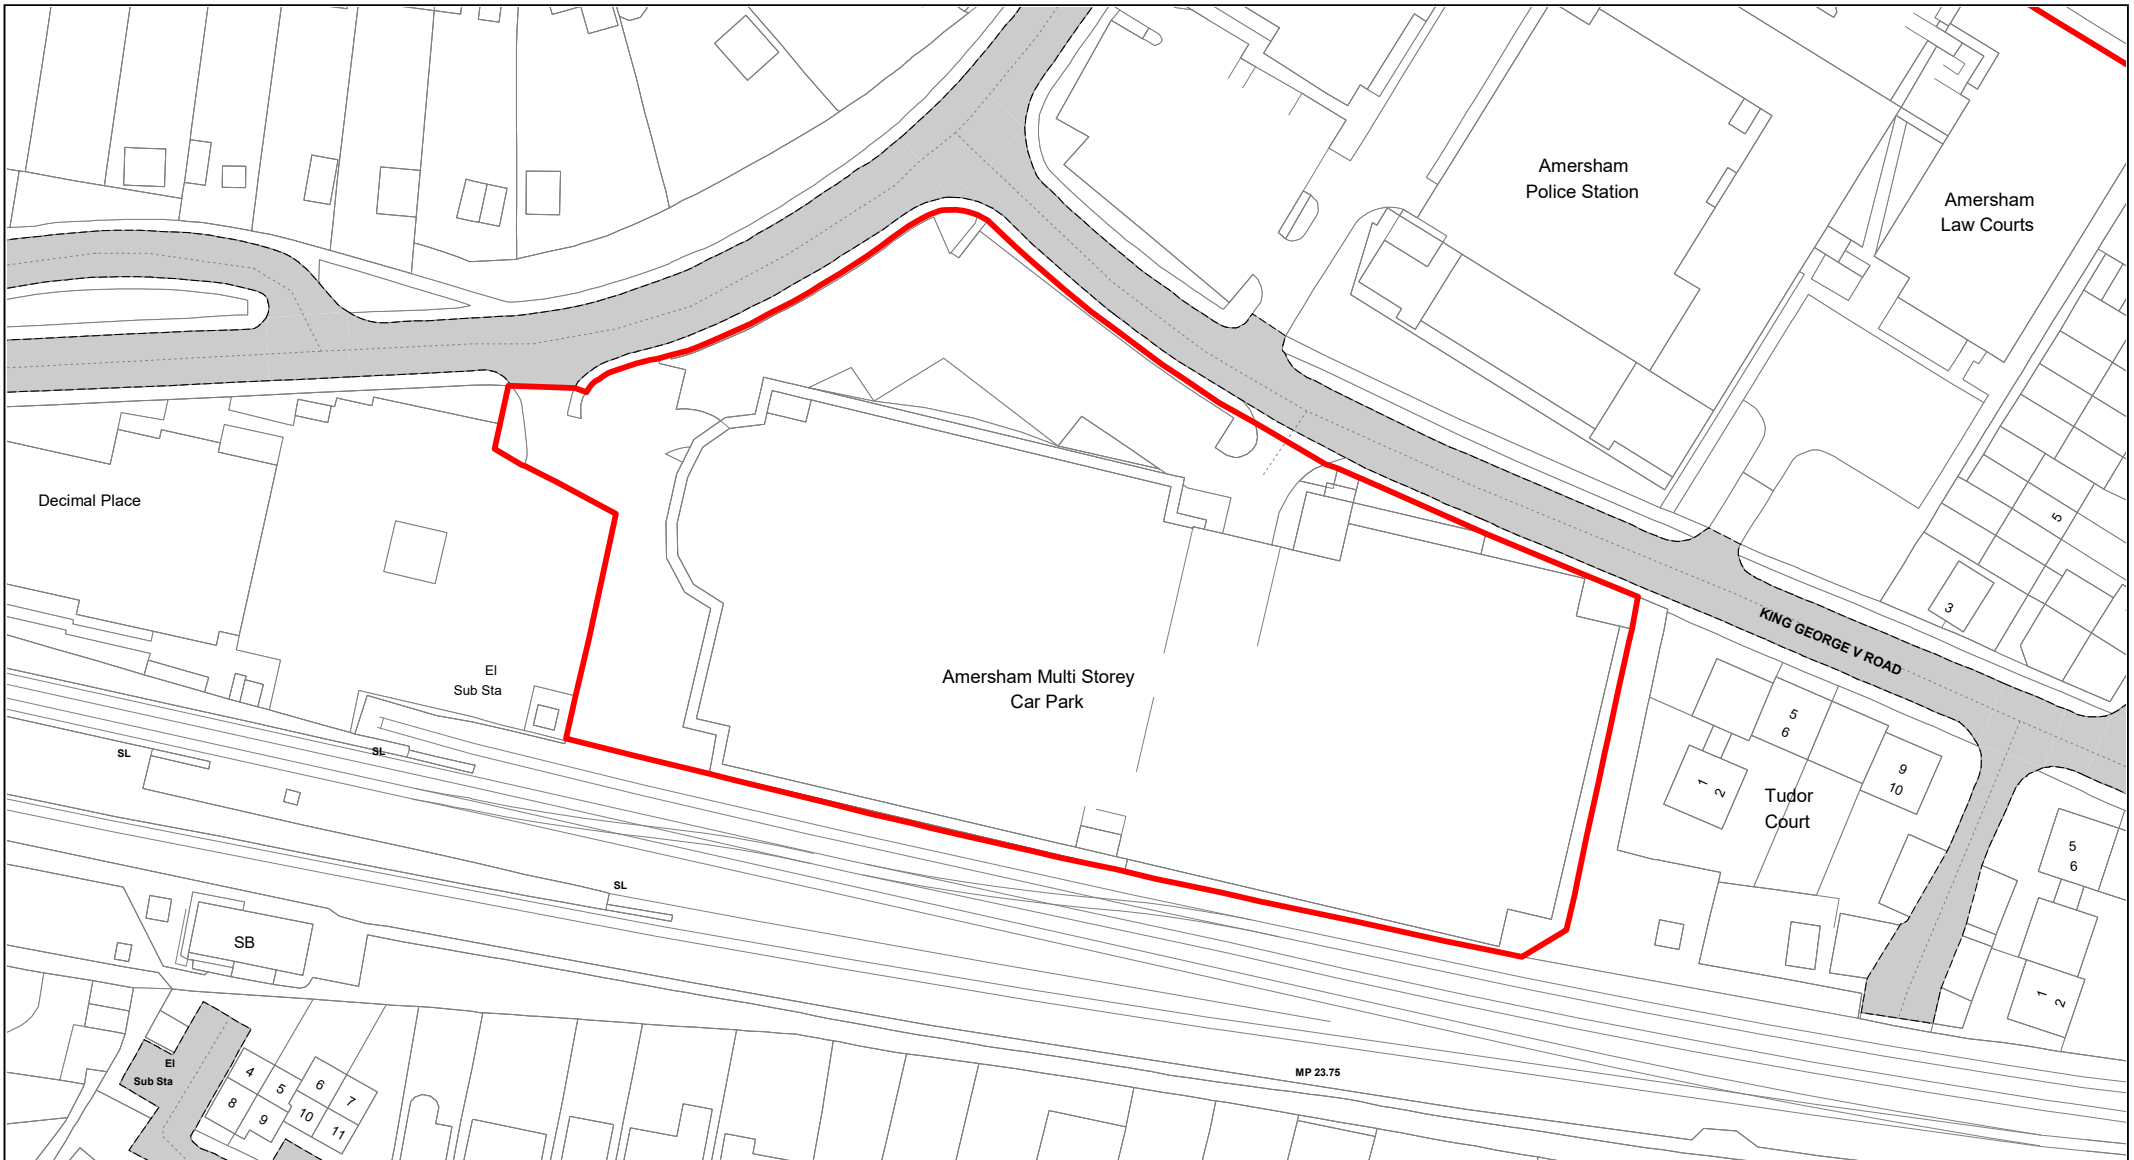 Amersham
Police Station
Amersham
Law Courts
Decimal Place
5
3
KING GEORGE V ROAD
El
Sub Sta
Amersham Multi Storey
Car Park
5
6
9
10
1
2
Tudor
Court
SL
SL
SL
5
6
SB
1
2
El
Sub Sta
4
5
6
7
8
9
10
11
MP 23.75